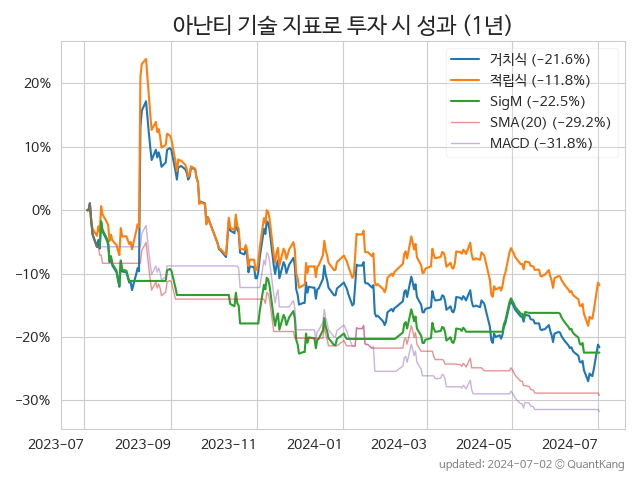 아난티 기술 지표로 투자 시 성과 (1년)
거치식 (−21.6%)
적립식 (−11.8%)
SigM (−22.5%)
SMA(20) (−29.2%)
MACD (−31.8%)
20%
10%
0%
−10%
−20%
−30%
2023-07 2023-09 2023-11 2024-01 2024-03 2024-05 2024-07
updated: 2024-07-02 © QuantKang